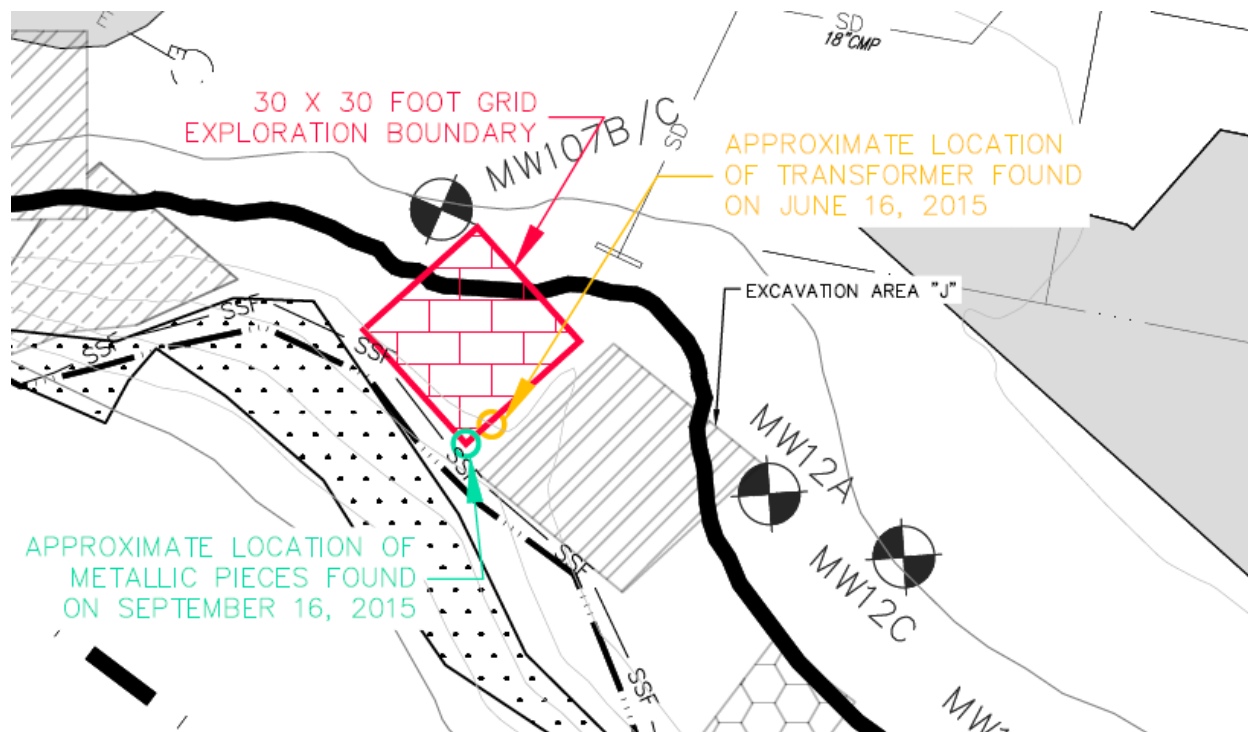 E
E
SD
18"CMP
30 X 30 FOOT GRID
EXPLORATION BOUNDARY
MW107B/C
SD
APPROXIMATE LOCATION
OF TRANSFORMER FOUND
ON JUNE 16, 2015
EXCAVATION AREA "J"
SSF
SSF
SSF
SSF
MW12A
SSF
MW12C
APPROXIMATE LOCATION OF
METALLIC PIECES FOUND
ON SEPTEMBER 16, 2015
SSF